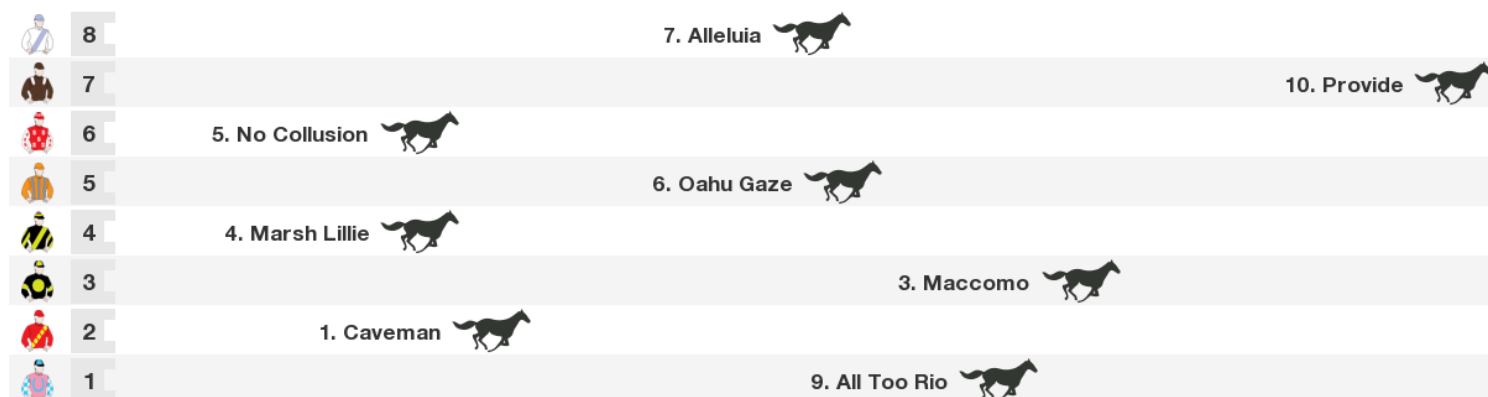 8 7. Alleluia
7 10. Provide
6 5. No Collusion
5 6. Oahu Gaze
4 4. Marsh Lillie
3 3. Maccomo
2 1. Caveman
1 9. All Too Rio